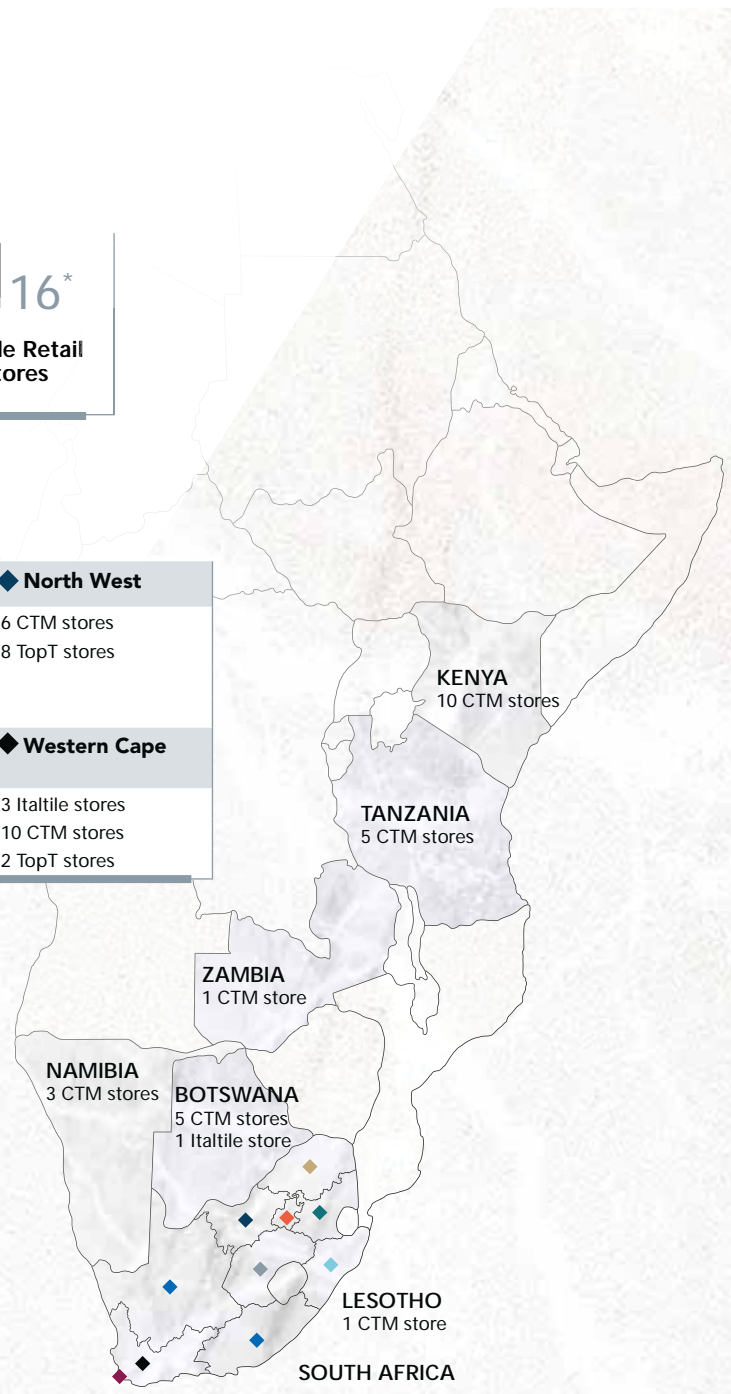 16*
le Retail
tores
North West
6 CTM stores
8 TopT stores
Western Cape
3 Italtile stores
10 CTM stores
2 TopT stores
KENYA
10 CTM stores
TANZANIA
5 CTM stores
ZAMBIA
1 CTM store
NAMIBIA
3 CTM stores
BOTSWANA
5 CTM stores
1 Italtile store
LESOTHO
1 CTM store
SOUTH AFRICA